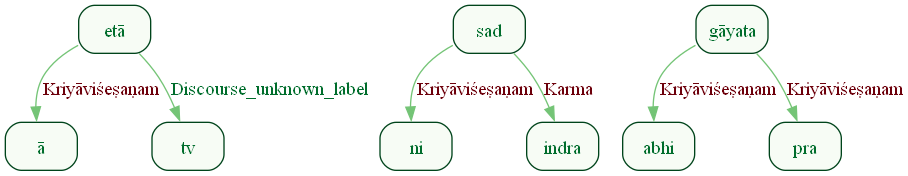 etā sad gāyata
Kriyāviśeṣaṇam Discourse_unknown_label Kriyāviśeṣaṇam Karma Kriyāviśeṣaṇam Kriyāviśeṣaṇam
ā tv ni indra abhi pra